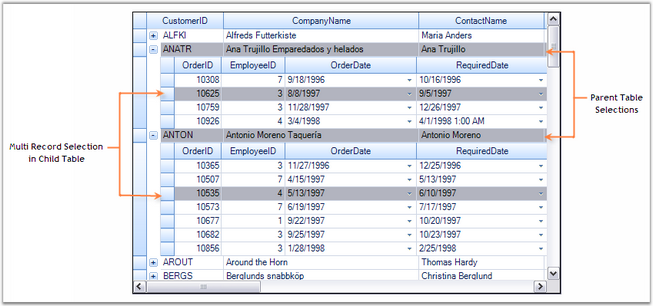 CustomerID CompanyName ContactName
ALFKI Alfreds Futterkiste Maria Anders
ANATR Ana Trujillo Emparedados y helados Ana Trujillo
OrderID EmployeeID OrderDate RequiredDate
10308 7 9/18/1996 10/16/1996
10625 3 8/8/1997 9/5/1997
10759 3 11/28/1997 12/26/1997
10926 4 3/4/1998 4/1/1998 1:00 AM
ANTON Antonio Moreno Taquería Antonio Moreno
OrderID EmployeeID OrderDate RequiredDate
10365 3 11/27/1996 12/25/1996
10507 7 4/15/1997 5/13/1997
10535 4 5/13/1997 6/10/1997
10573 7 6/19/1997 7/17/1997
10677 1 9/22/1997 10/20/1997
10682 3 9/25/1997 10/23/1997
10856 3 1/28/1998 2/25/1998
AROUT Around the Horn Thomas Hardy
BERGS Berglunds snabbköp Christina Berglund
Multi Record Selection
in Child Table
Parent Table
Selections